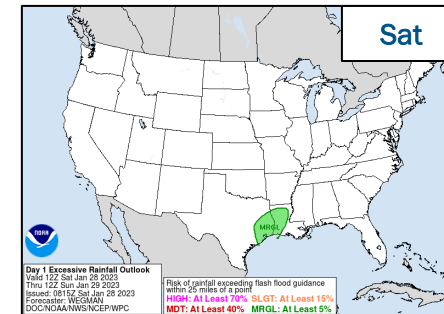 Sat
MRGL
NOAA
Day 1 Excessive Rainfall Outlook
Valid 12Z Sat Jan 28 2023
Thru 12Z Sun Jan 29 2023
Issued: 0815Z Sat Jan 28 2023
Forecaster: WEGMAN
DOC/NOAA/NWS/NCEP/WPC
Risk of rainfall exceeding flash flood guidance
within 25 miles of a point
HIGH: At Least 70% SLGT: At Least 15%
MDT: At Least 40% MRGL: At Least 5%